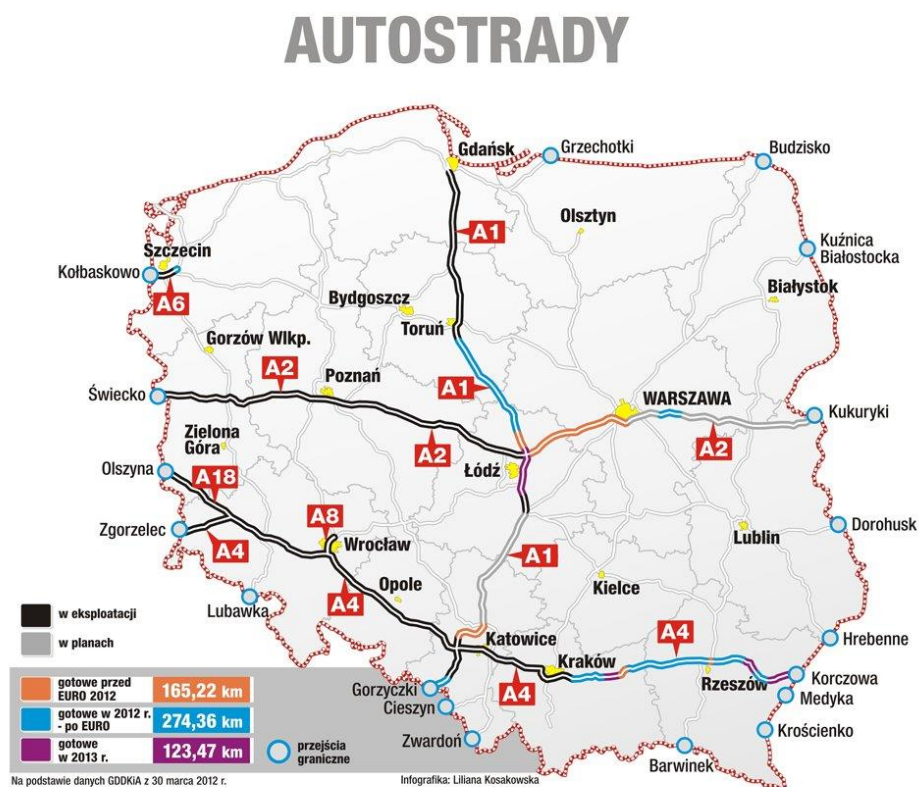 AUTOSTRADY
Gdańsk
Grzechotki
Budzisko
A1
Olsztyn
Kuźnica
Białostocka
Szczecin
Kołbaskowo
A6
Białystok
Bydgoszcz
Toruń
Gorzów Wlkp.
A2
Poznań
A1
Świecko
WARSZAWA
Kukuryki
A2
A2
Zielona
Góra
Łódź
Olszyna
A18
Zgorzelec
A4
A8
Wrocław
Dorohusk
Lublin
A1
Opole
A4
Kielce
Lubawka
w eksploatacji
w planach
Hrebenne
Katowice
A4
Kraków
A4
Rzeszów
Korczowa
Medyka
Gorzyczki
Cieszyn
Krościenko
Zwardoń
Barwinek
gotowe przed
EURO 2012
165,22 km
gotowe w 2012 r.
- po EURO
274,36 km
gotowe
w 2013 r.
123,47 km
przejścia
graniczne
Na podstawie danych GDDKiA z 30 marca 2012 r.
Infografika: Liliana Kosakowska